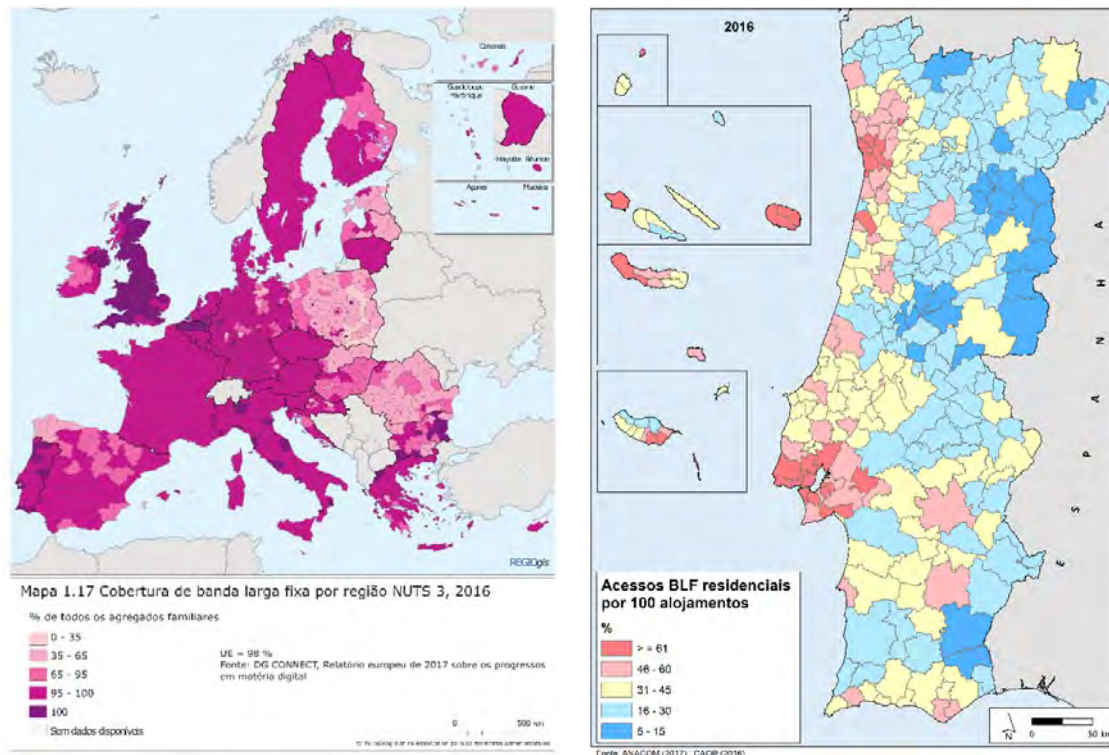 Canarias
Guadeloupe
Martinique
Guyane
Mayotte Réunion
Açores
Madeira
REGIOgis
Mapa 1.17 Cobertura de banda larga fixa por região NUTS 3, 2016
% de todos os agregados familiares
0 - 35
35 - 65
65 - 95
95 - 100
100
Sem dados disponíveis
UE = 98 %
Fonte: DG CONNECT, Relatório europeu de 2017 sobre os progressos
em matéria digital
0 500 km
2016
ESPANHA
Acessos BLF residenciais
por 100 alojamentos
%
> = 61
46 - 60
31 - 45
16 - 30
5 - 15
N
0 50 km
Fonte: ANACOM (2017), CAOP (2016)